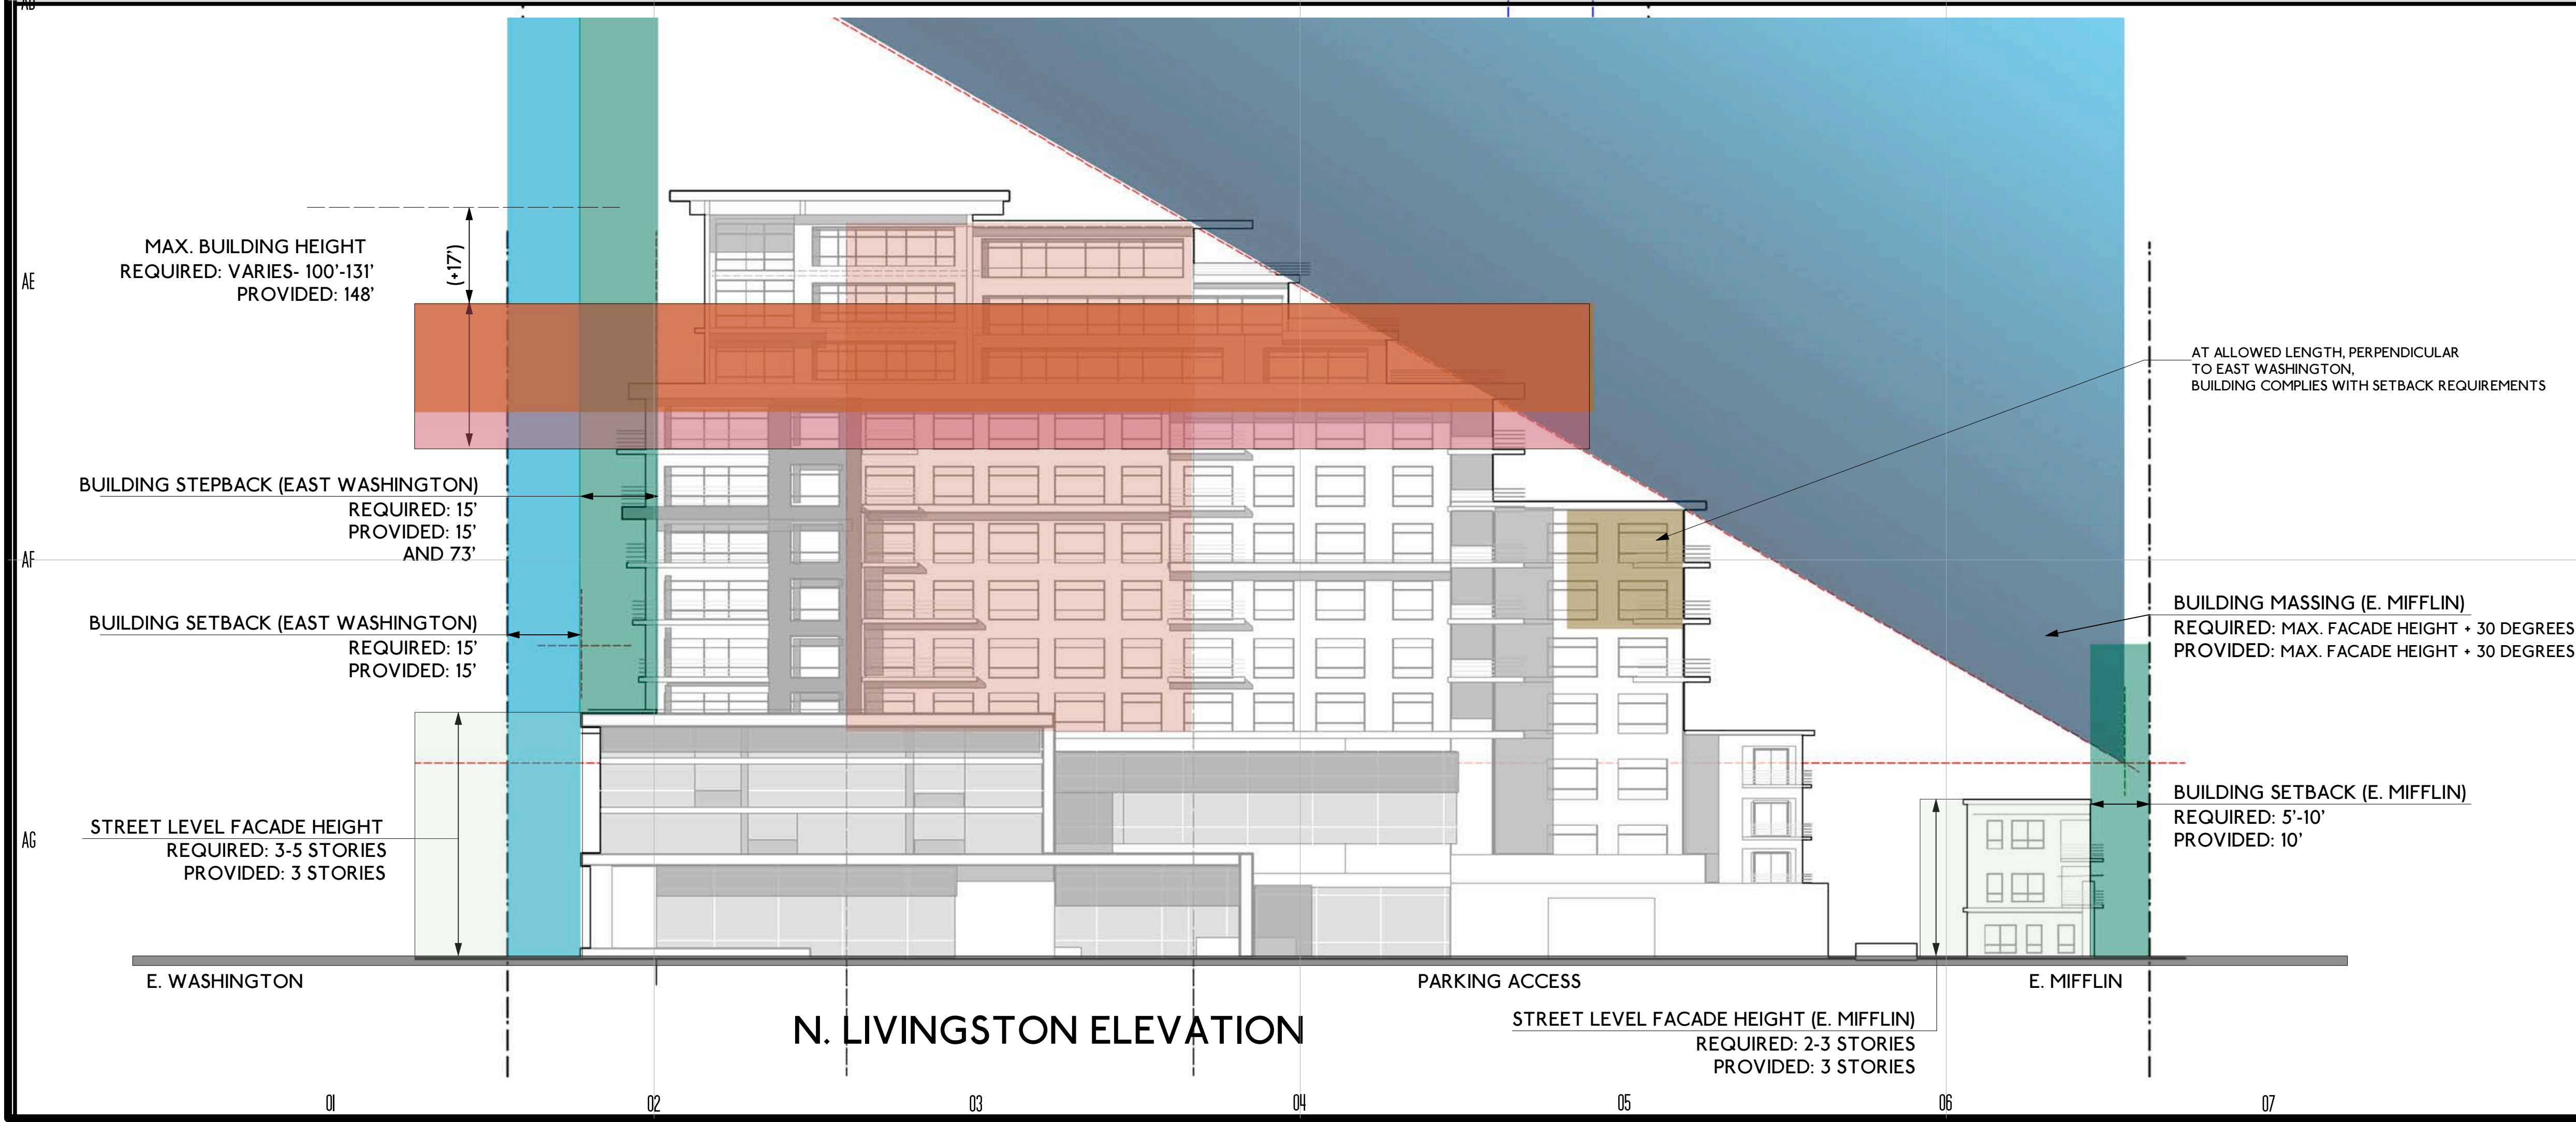 AE
AF
AG
MAX. BUILDING HEIGHT
REQUIRED: VARIES- 100'-131'
PROVIDED: 148'
(+17')
BUILDING STEPBACK (EAST WASHINGTON)
REQUIRED: 15'
PROVIDED: 15'
AND 73'
BUILDING SETBACK (EAST WASHINGTON)
REQUIRED: 15'
PROVIDED: 15'
STREET LEVEL FACADE HEIGHT
REQUIRED: 3-5 STORIES
PROVIDED: 3 STORIES
AT ALLOWED LENGTH, PERPENDICULAR
TO EAST WASHINGTON,
BUILDING COMPLIES WITH SETBACK REQUIREMENTS
BUILDING MASSING (E. MIFFLIN)
REQUIRED: MAX. FACADE HEIGHT + 30 DEGREES
PROVIDED: MAX. FACADE HEIGHT + 30 DEGREES
BUILDING SETBACK (E. MIFFLIN)
REQUIRED: 5'-10'
PROVIDED: 10'
E. WASHINGTON
PARKING ACCESS
E. MIFFLIN
N. LIVINGSTON ELEVATION
STREET LEVEL FACADE HEIGHT (E. MIFFLIN)
REQUIRED: 2-3 STORIES
PROVIDED: 3 STORIES
01 02 03 04 05 06 07